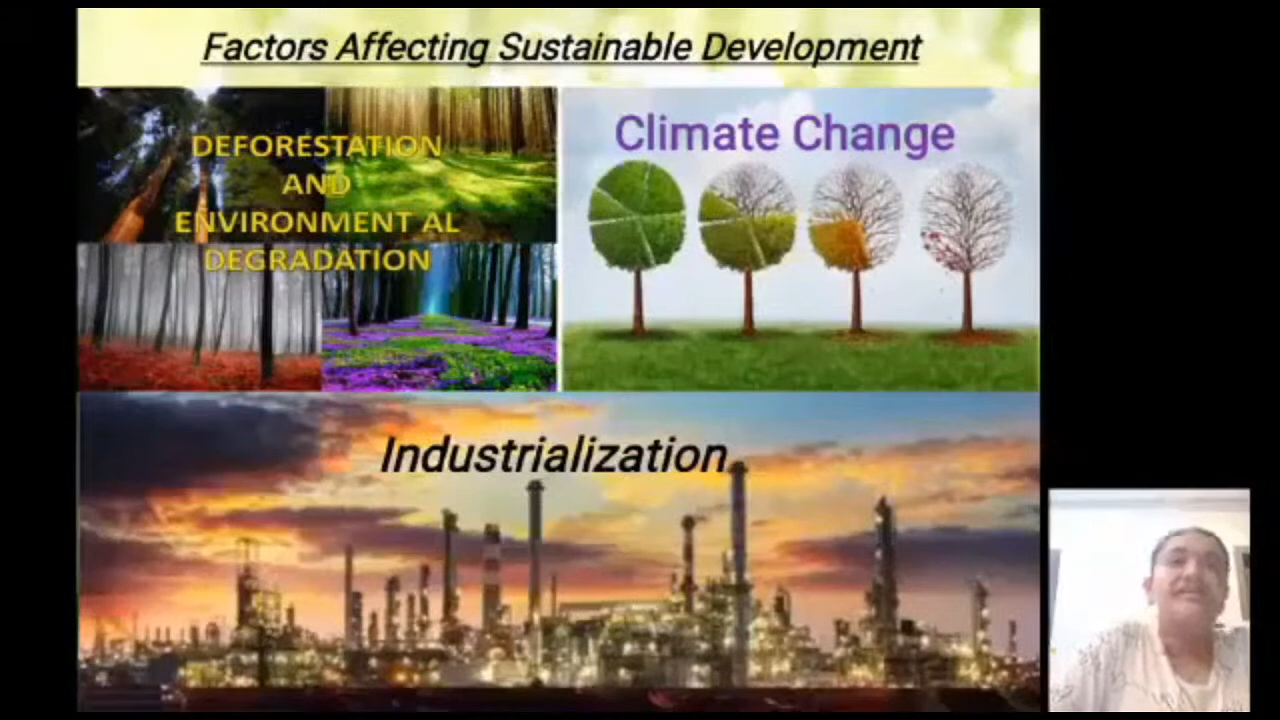 Factors Affecting Sustainable Development
DEFORESTATION
AND
ENVIRONMENT AL
DEGRADATION
Climate Change
Industrialization